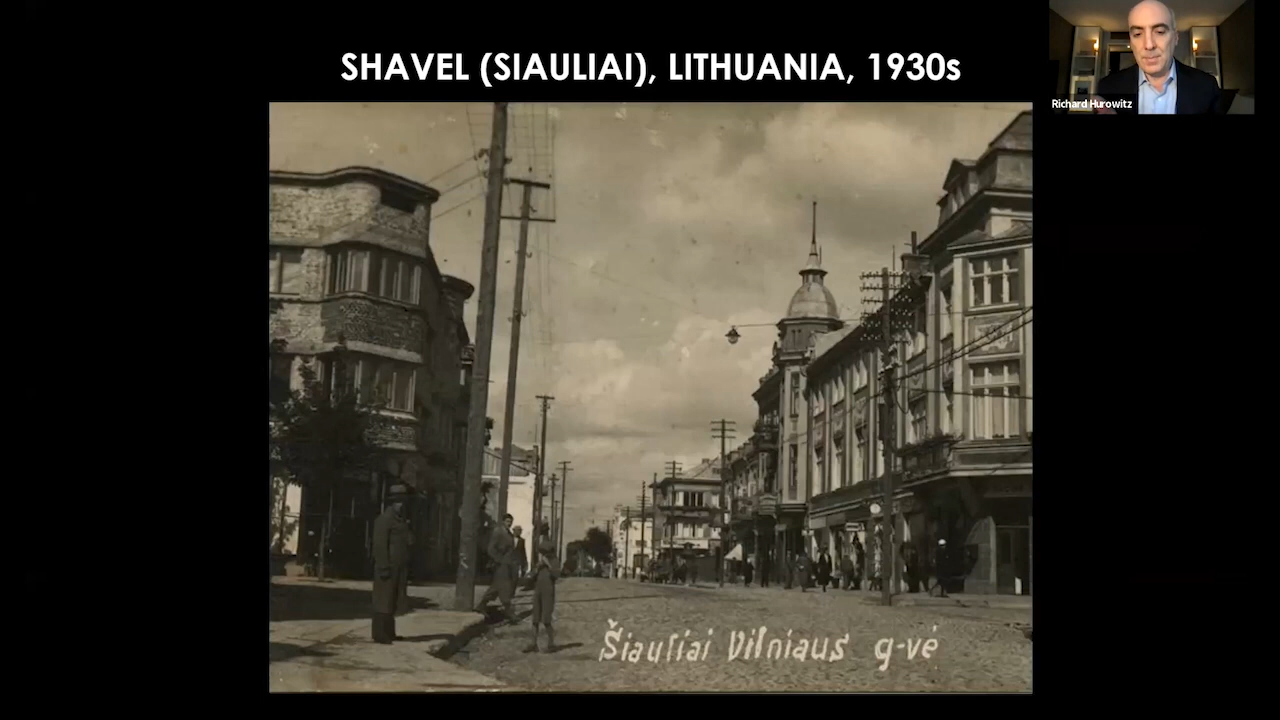 SHAVEL (SIAULIAI), LITHUANIA, 1930s
Richard Hurowitz
Šiauliai Vilniaus g-vė